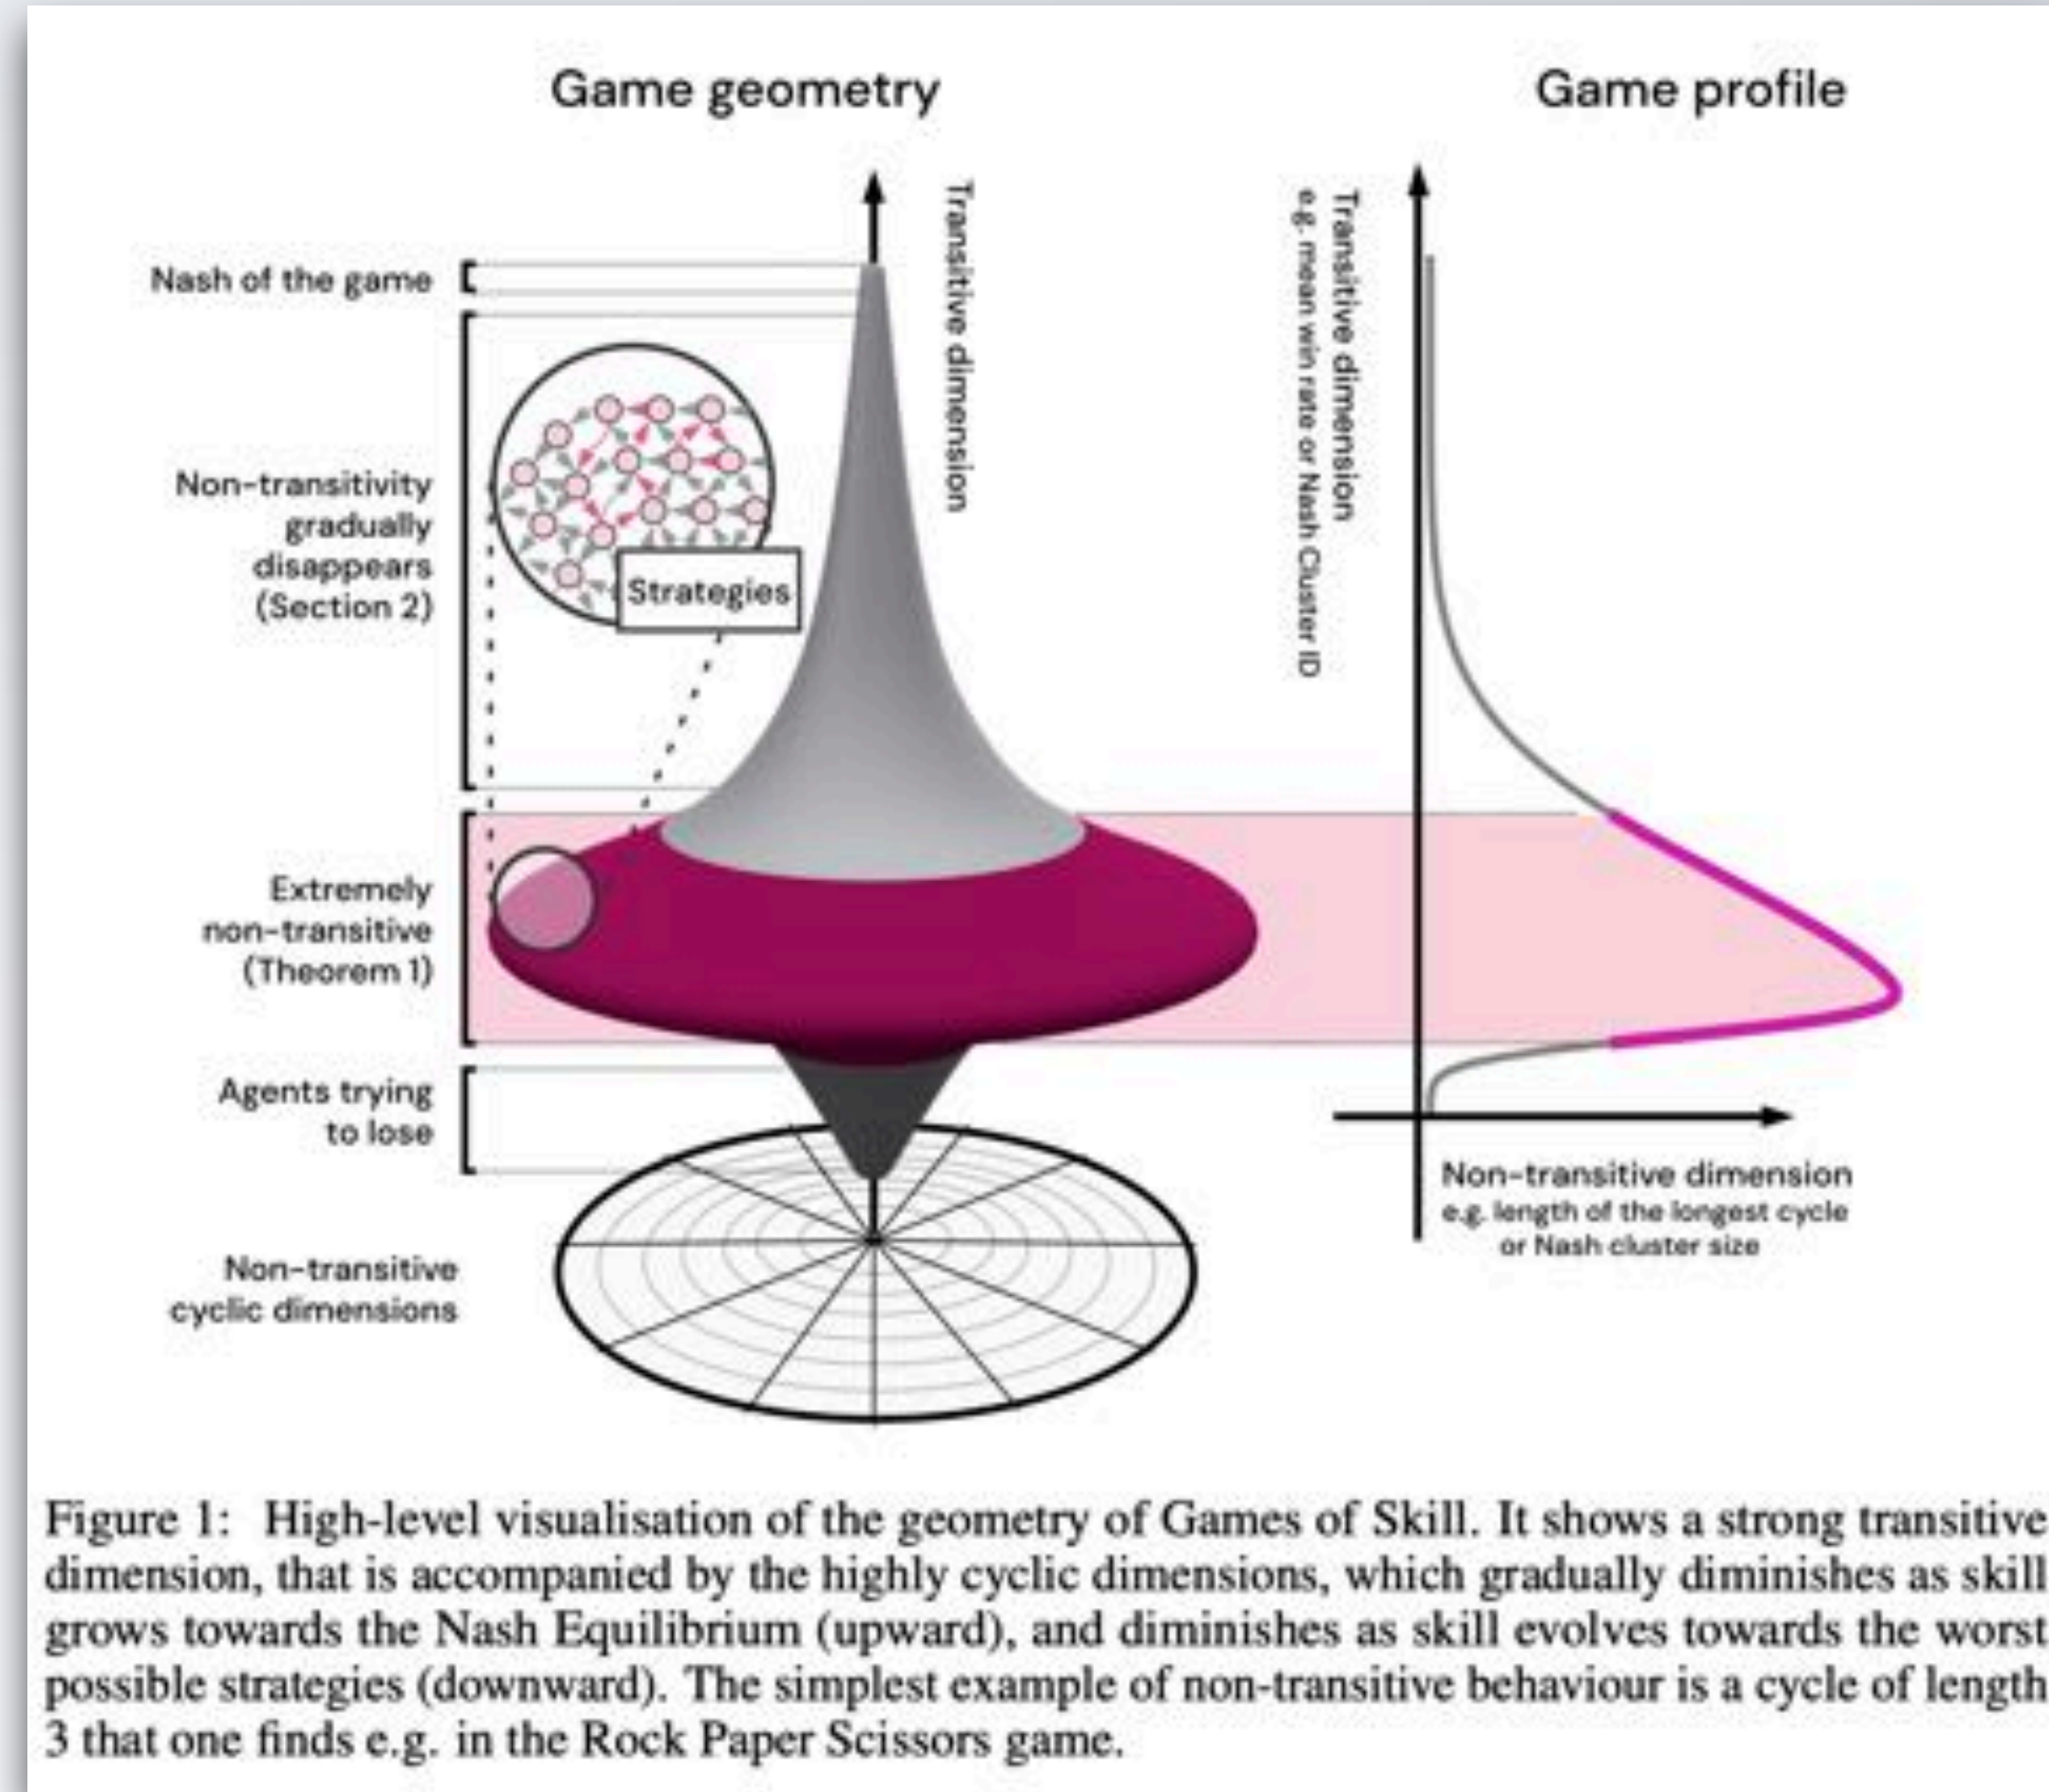 Game geometry
Game profile
Transitive dimension
Nash of the game
Non-transitivity
gradually
disappears
(Section 2)
Strategies
Extremely
non-transitive
(Theorem 1)
Agents trying
to lose
Non-transitive
cyclic dimensions
Transitive dimension
e.g. mean win rate or Nash Cluster ID
Non-transitive dimension
e.g. length of the longest cycle
or Nash cluster size
Figure 1: High-level visualisation of the geometry of Games of Skill. It shows a strong transitive
dimension, that is accompanied by the highly cyclic dimensions, which gradually diminishes as skill
grows towards the Nash Equilibrium (upward), and diminishes as skill evolves towards the worst
possible strategies (downward). The simplest example of non-transitive behaviour is a cycle of length
3 that one finds e.g. in the Rock Paper Scissors game.